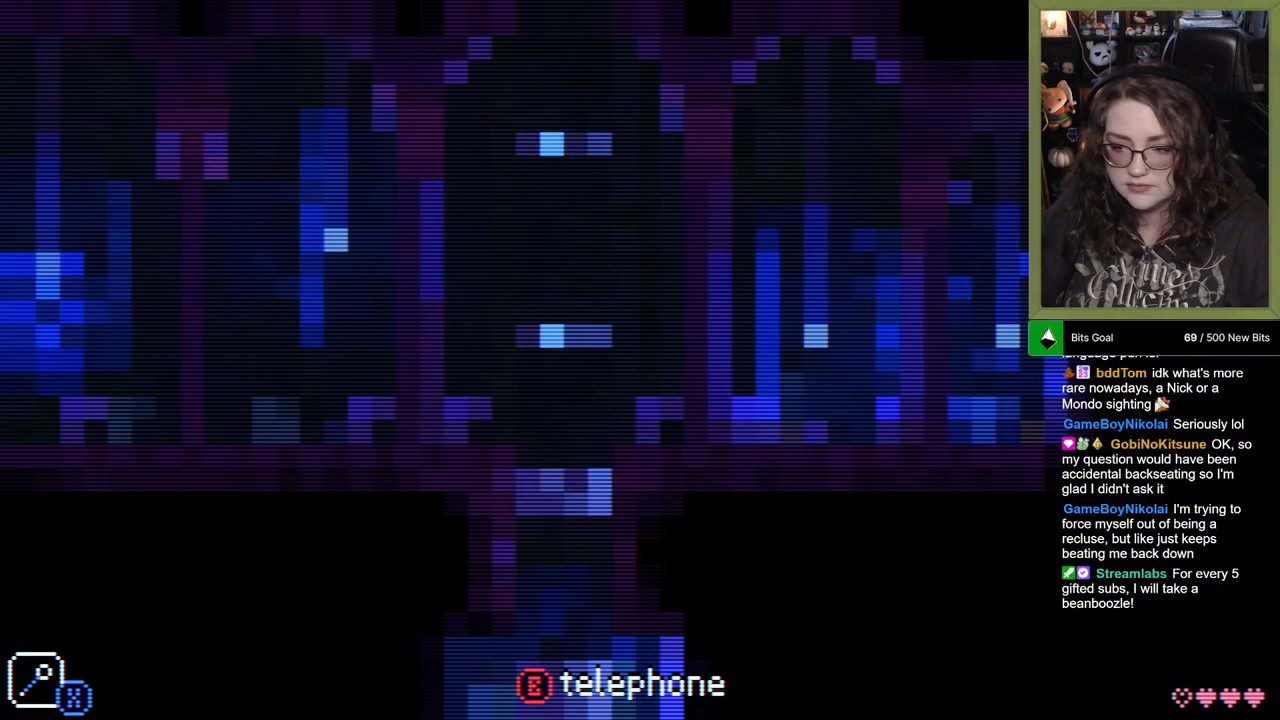 Bits Goal 69 / 500 New Bits
bddTom idk what's more
rare nowadays, a Nick or a
Mondo sighting
GameBoyNikolai Seriously lol
GobiNoKitsune OK, so
my question would have been
accidental backseating so I'm
glad I didn't ask it
GameBoyNikolai I'm trying to
force myself out of being a
recluse, but like just keeps
beating me back down
Streamlabs For every 5
gifted subs, I will take a
beanboozle!
E telephone
X